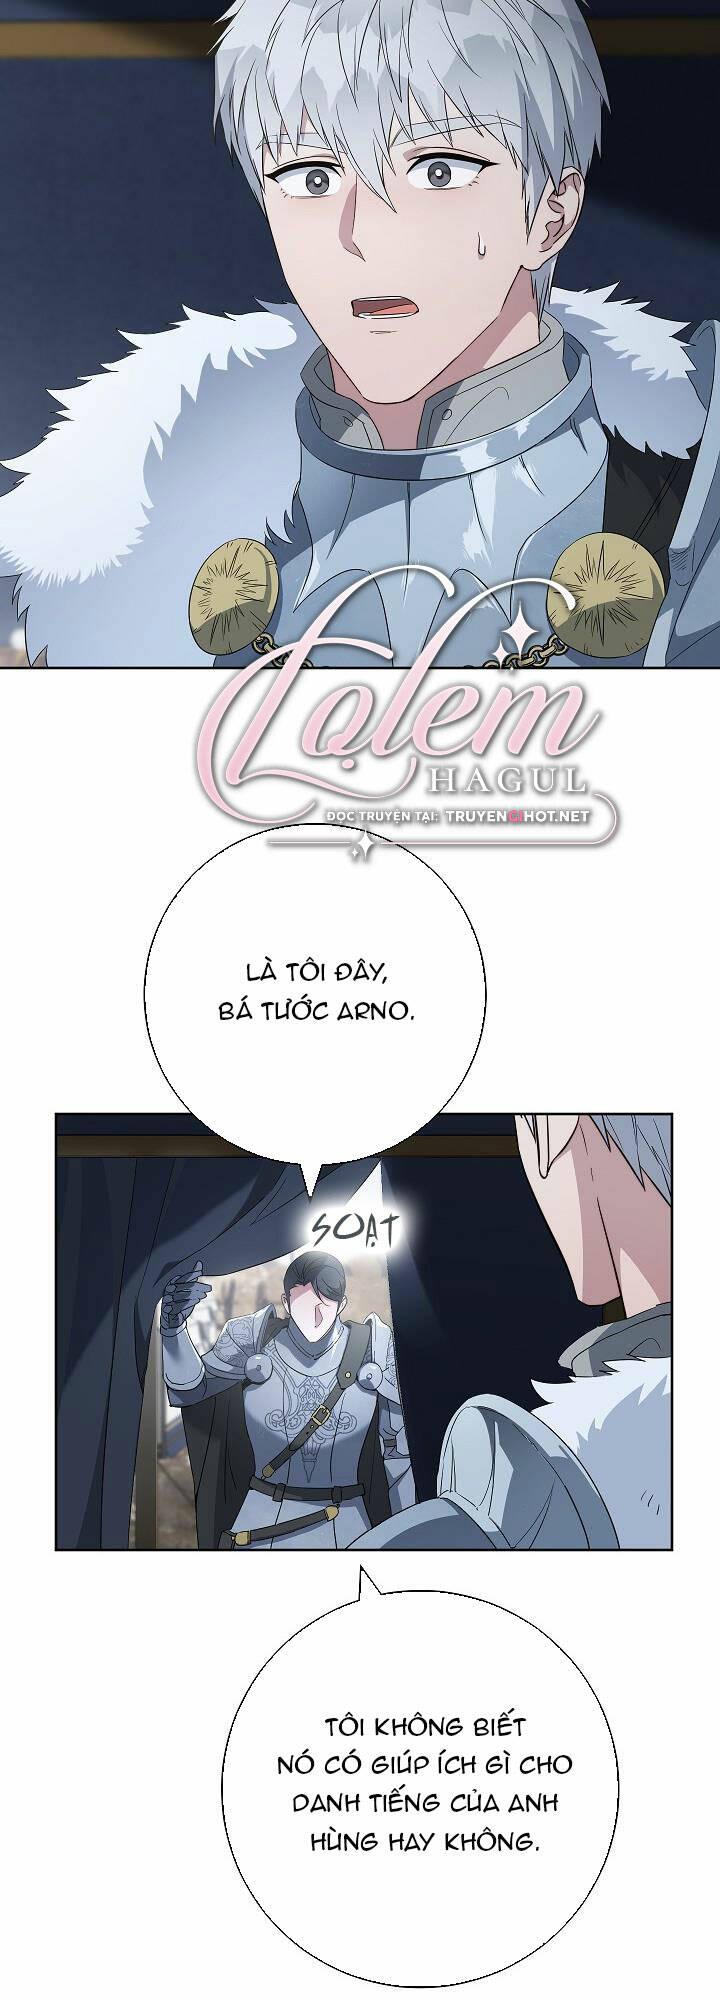 Lọlem
HAGUL
ĐỌC TRUYỆN TẠI: TRUYENGIHOT.NET
LÀ TÔI ĐÂY,
BÁ TƯỚC ARNO.
SOẠT
TÔI KHÔNG BIẾT
NÓ CÓ GIÚP ÍCH GÌ CHO
DANH TIẾNG CỦA ANH
HÙNG HAY KHÔNG.